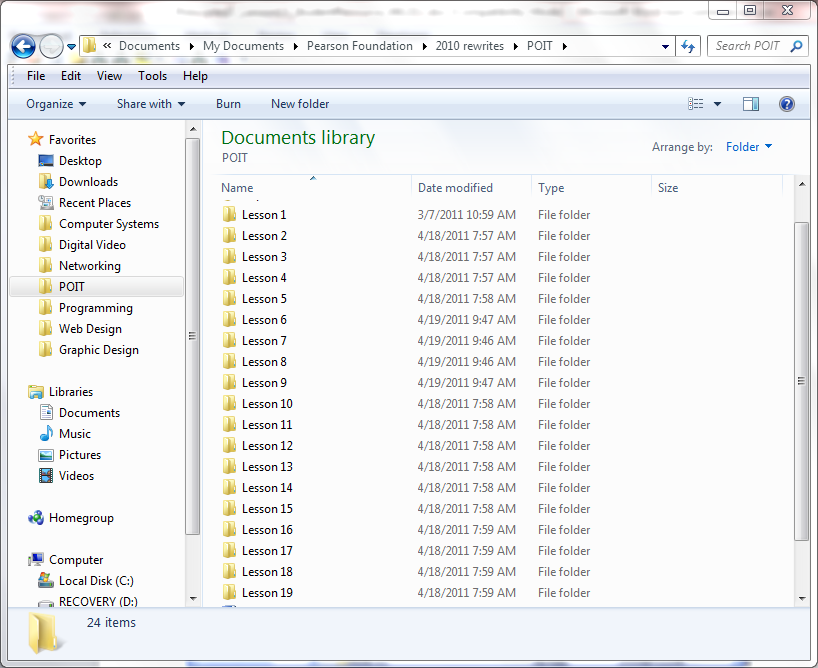 « Documents ▸ My Documents ▸ Pearson Foundation ▸ 2010 rewrites ▸ POIT ▸ Search POIT
File Edit View Tools Help
Organize Share with Burn New folder
Favorites
Desktop
Downloads
Recent Places
Computer Systems
Digital Video
Networking
POIT
Programming
Web Design
Graphic Design
Libraries
Documents
Music
Pictures
Videos
Homegroup
Computer
Local Disk (C:)
RECOVERY (D:)
Documents library
POIT
Arrange by: Folder
Name Date modified Type Size
Lesson 1 3/7/2011 10:59 AM File folder
Lesson 2 4/18/2011 7:57 AM File folder
Lesson 3 4/18/2011 7:57 AM File folder
Lesson 4 4/18/2011 7:57 AM File folder
Lesson 5 4/18/2011 7:58 AM File folder
Lesson 6 4/19/2011 9:47 AM File folder
Lesson 7 4/19/2011 9:46 AM File folder
Lesson 8 4/19/2011 9:46 AM File folder
Lesson 9 4/19/2011 9:47 AM File folder
Lesson 10 4/18/2011 7:58 AM File folder
Lesson 11 4/18/2011 7:58 AM File folder
Lesson 12 4/18/2011 7:58 AM File folder
Lesson 13 4/18/2011 7:58 AM File folder
Lesson 14 4/18/2011 7:58 AM File folder
Lesson 15 4/18/2011 7:58 AM File folder
Lesson 16 4/18/2011 7:59 AM File folder
Lesson 17 4/18/2011 7:59 AM File folder
Lesson 18 4/18/2011 7:59 AM File folder
Lesson 19 4/18/2011 7:59 AM File folder
24 items